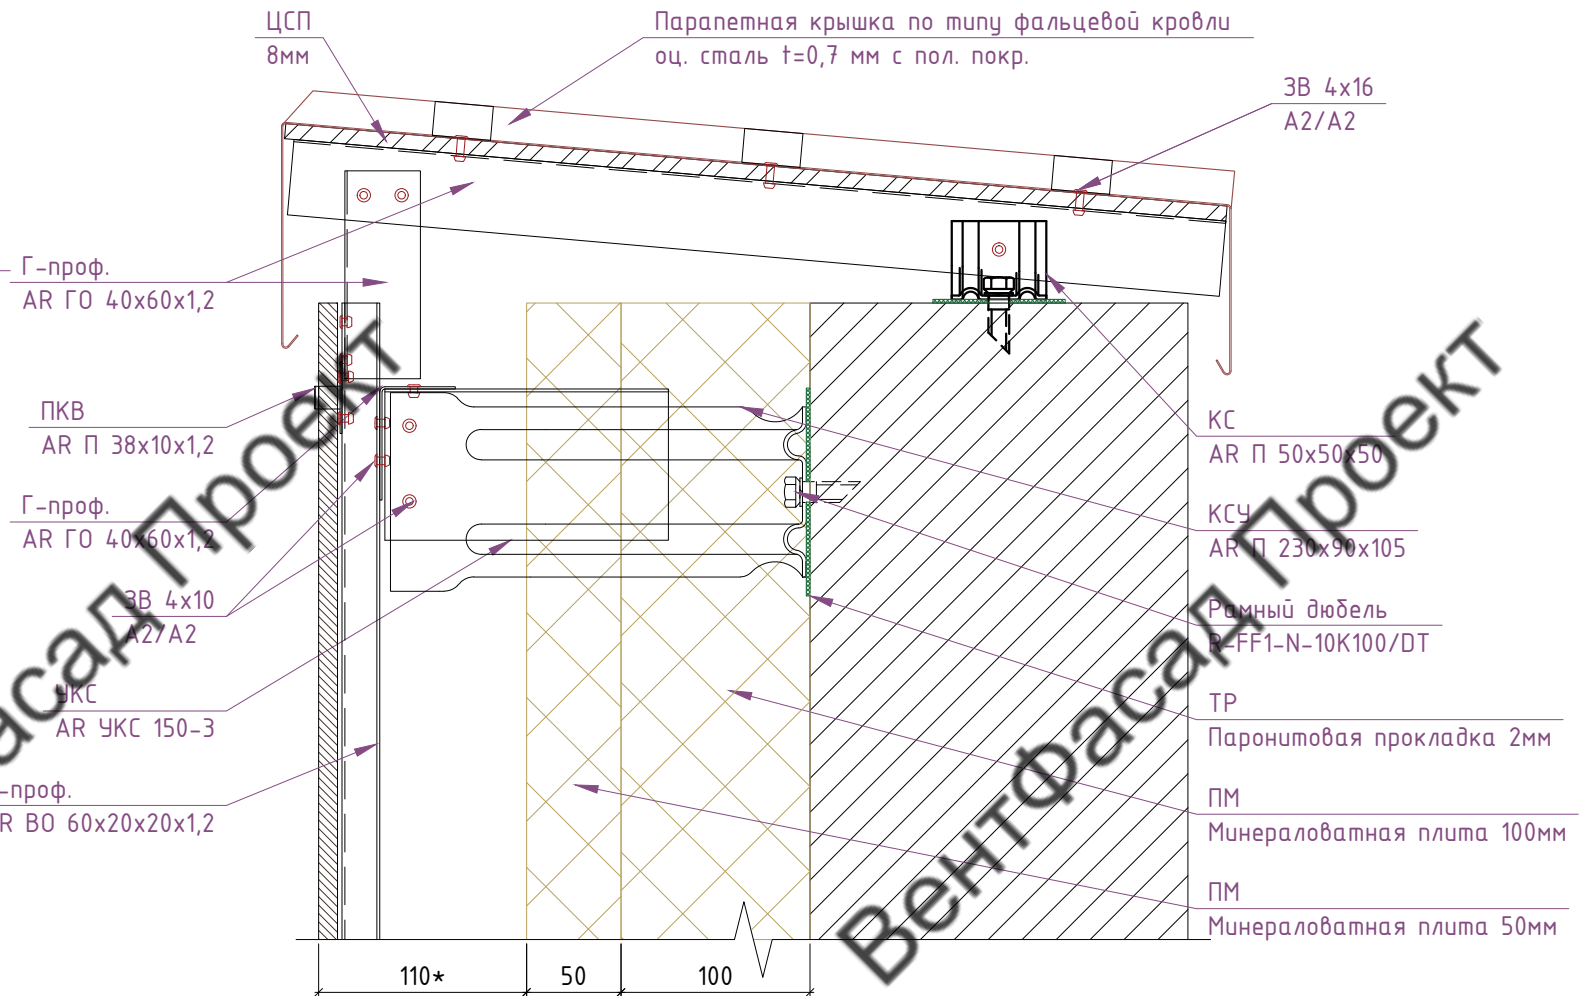 ЦСП
8мм
Парапетная крышка по типу фальцевой кровли
оц. сталь t=0,7 мм с пол. покр.
ЗВ 4х16
А2/А2
Г-проф.
AR ГО 40х60х1,2
ПКВ
AR П 38х10х1,2
Г-проф.
AR ГО 40х60х1,2
ЗВ 4х10
А2/А2
УКС
AR УКС 150-3
-проф.
R ВО 60х20х20х1,2
КС
AR П 50х50х50
КСУ
AR П 230х90х105
Рамный дюбель
R-FF1-N-10К100/DT
ТР
Паронитовая прокладка 2мм
ПМ
Минераловатная плита 100мм
ПМ
Минераловатная плита 50мм
110*
50
100
асад Проект
ВентФасад Проект